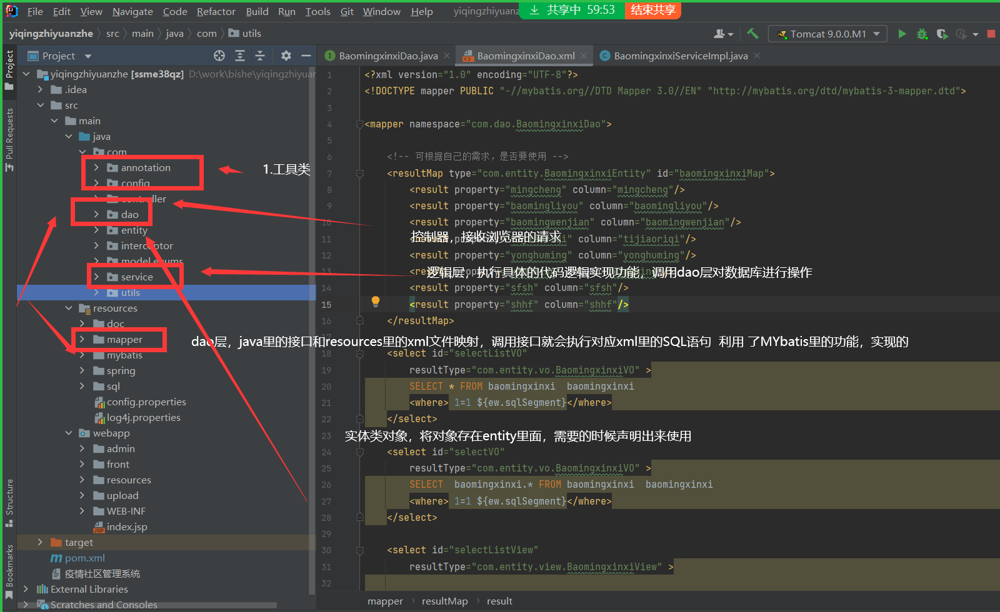 File Edit View Navigate Code Refactor Build Run Tools Git Window Help yiqingzhiyuanz
共享中 59:53 结束共享
yiqingzhiyuanzhe src main java com utils
Tomcat 9.0.0.M1
Project
BaomingxinxiDao.java
BaomingxinxiDao.xml
BaomingxinxiServiceImpl.java
Project
Pull Requests
Structure
Bookmarks
yiqingzhiyuanzhe [ssme38qz] D:\work\bishe\yiqingzhiyuar
.idea
src
main
java
com
annotation
config
controller
dao
entity
interceptor
model.enums
service
utils
resources
doc
mapper
mybatis
spring
sql
config.properties
log4j.properties
webapp
admin
front
resources
upload
WEB-INF
index.jsp
target
pom.xml
疫情社区管理系统
External Libraries
Scratches and Consoles
1.工具类
控制器，接收浏览器的请求
逻辑层，执行具体的代码逻辑实现功能，调用dao层对数据库进行操作
dao层，java里的接口和resources里的xml文件映射，调用接口就会执行对应xml里的SQL语句 利用 了MYbatis里的功能，实现的
实体类对象，将对象存在entity里面，需要的时候声明出来使用
1 <?xml version="1.0" encoding="UTF-8"?>
2 <!DOCTYPE mapper PUBLIC "-//mybatis.org//DTD Mapper 3.0//EN" "http://mybatis.org/dtd/mybatis-3-mapper.dtd">
3
4 <mapper namespace="com.dao.BaomingxinxiDao">
5
6 <!-- 可根据自己的需求，是否要使用 -->
7 <resultMap type="com.entity.BaomingxinxiEntity" id="baomingxinxiMap">
8 <result property="mingcheng" column="mingcheng"/>
9 <result property="baomingliyou" column="baomingliyou"/>
10 <result property="baomingwenjian" column="baomingwenjian"/>
11 <result property= column="tijiaoriqi"/>
12 <result property="yonghuming" column="yonghuming"/>
13
14 <result property="sfsh" column="sfsh"/>
15 <result property="shhf" column="shhf"/>
16 </resultMap>
17
18 <select id="selectListVO"
19 resultType="com.entity.vo.BaomingxinxiVO" >
20 SELECT * FROM baomingxinxi baomingxinxi
21 <where> 1=1 ${ew.sqlSegment}</where>
22 </select>
23
24 <select id="selectVO"
25 resultType="com.entity.vo.BaomingxinxiVO" >
26 SELECT baomingxinxi.* FROM baomingxinxi baomingxinxi
27 <where> 1=1 ${ew.sqlSegment}</where>
28 </select>
29
30 <select id="selectListView"
31 resultType="com.entity.view.BaomingxinxiView" >
32
mapper resultMap result